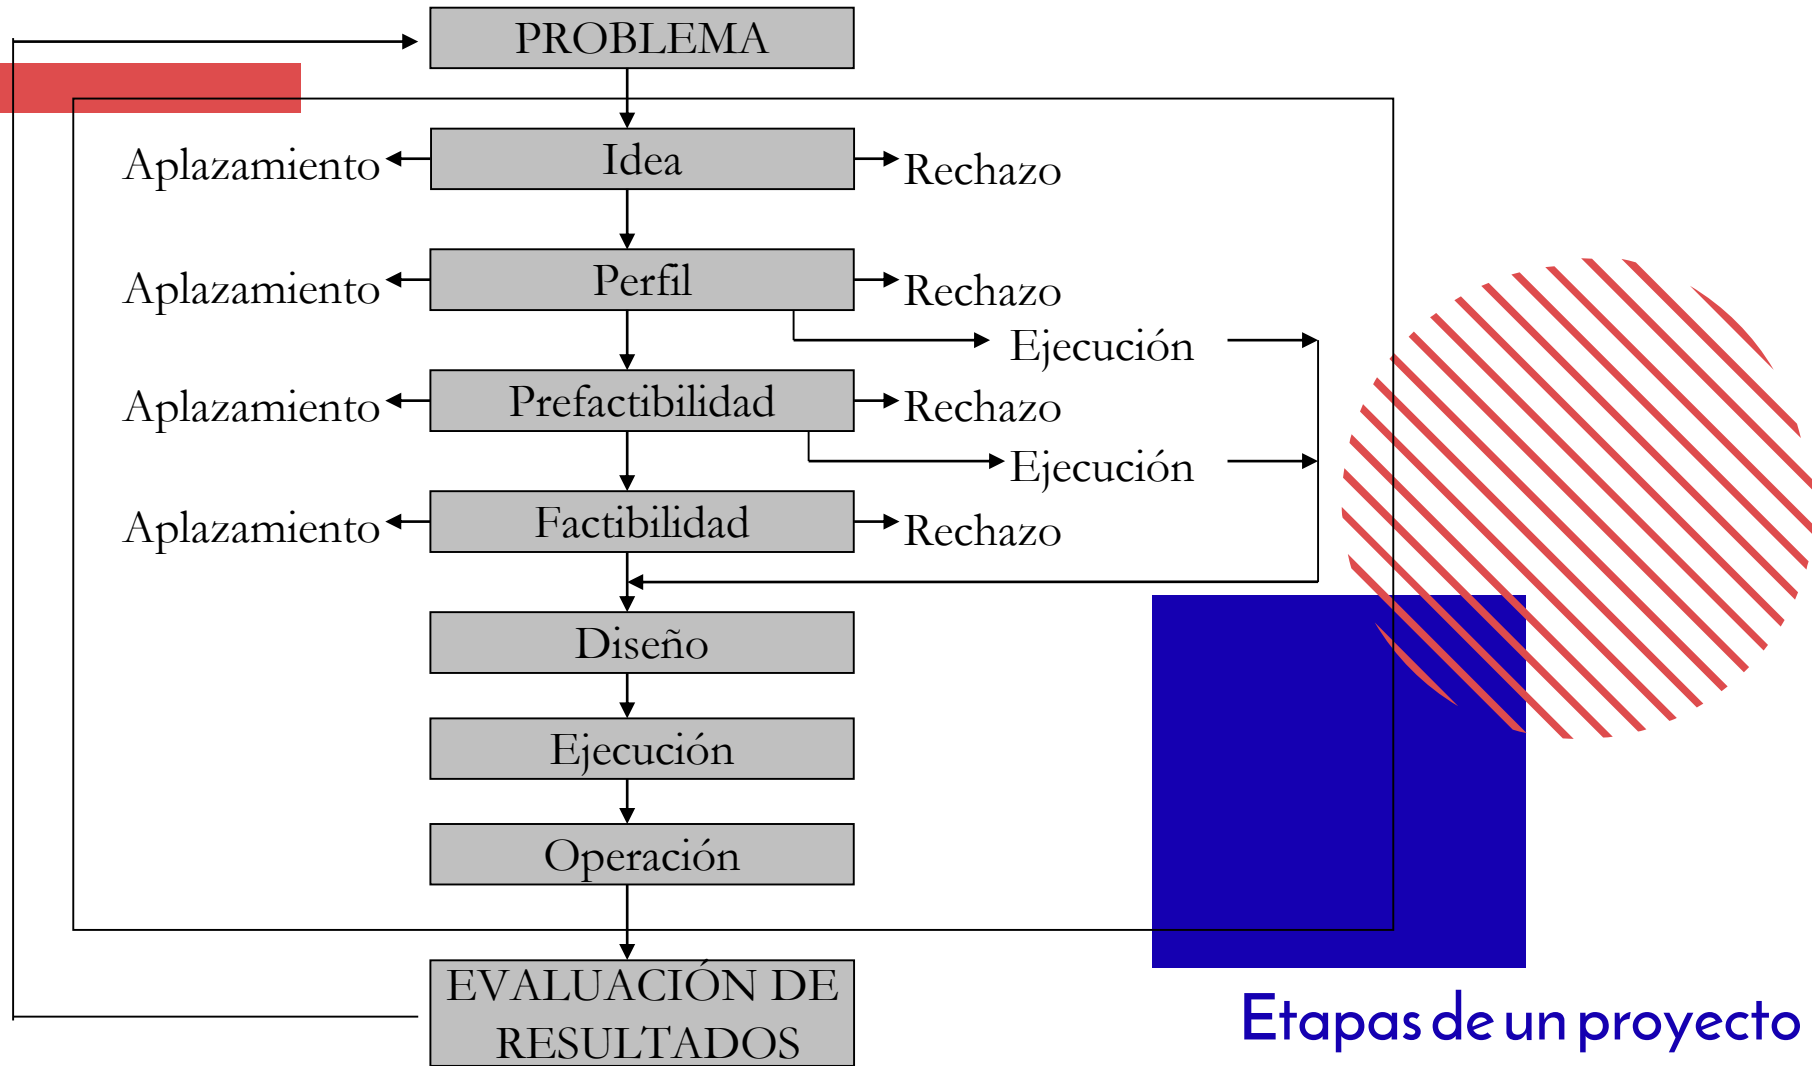 PROBLEMA
Idea
Aplazamiento
Rechazo
Perfil
Aplazamiento
Rechazo
Ejecución
Prefactibilidad
Aplazamiento
Rechazo
Ejecución
Factibilidad
Aplazamiento
Rechazo
Diseño
Ejecución
Operación
EVALUACIÓN DE
RESULTADOS
Etapas de un proyecto